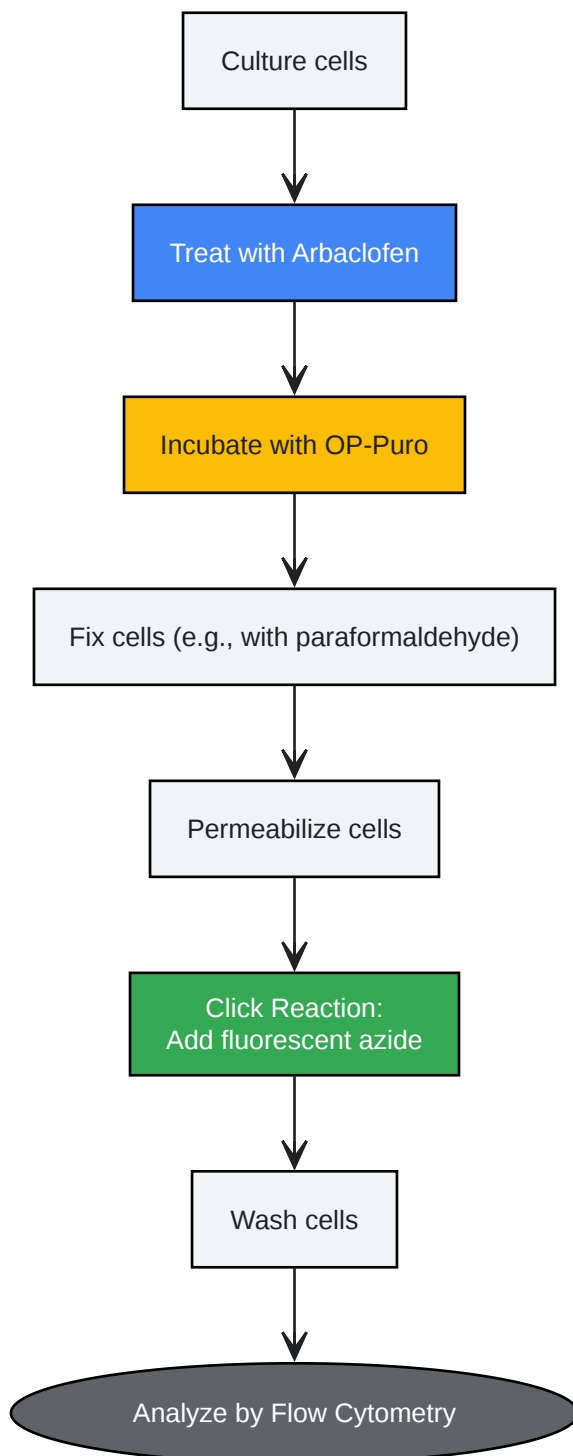 Culture cells
Treat with Arbaclofen
Incubate with OP-Puro
Fix cells (e.g., with paraformaldehyde)
Permeabilize cells
Click Reaction:
Add fluorescent azide
Wash cells
Analyze by Flow Cytometry